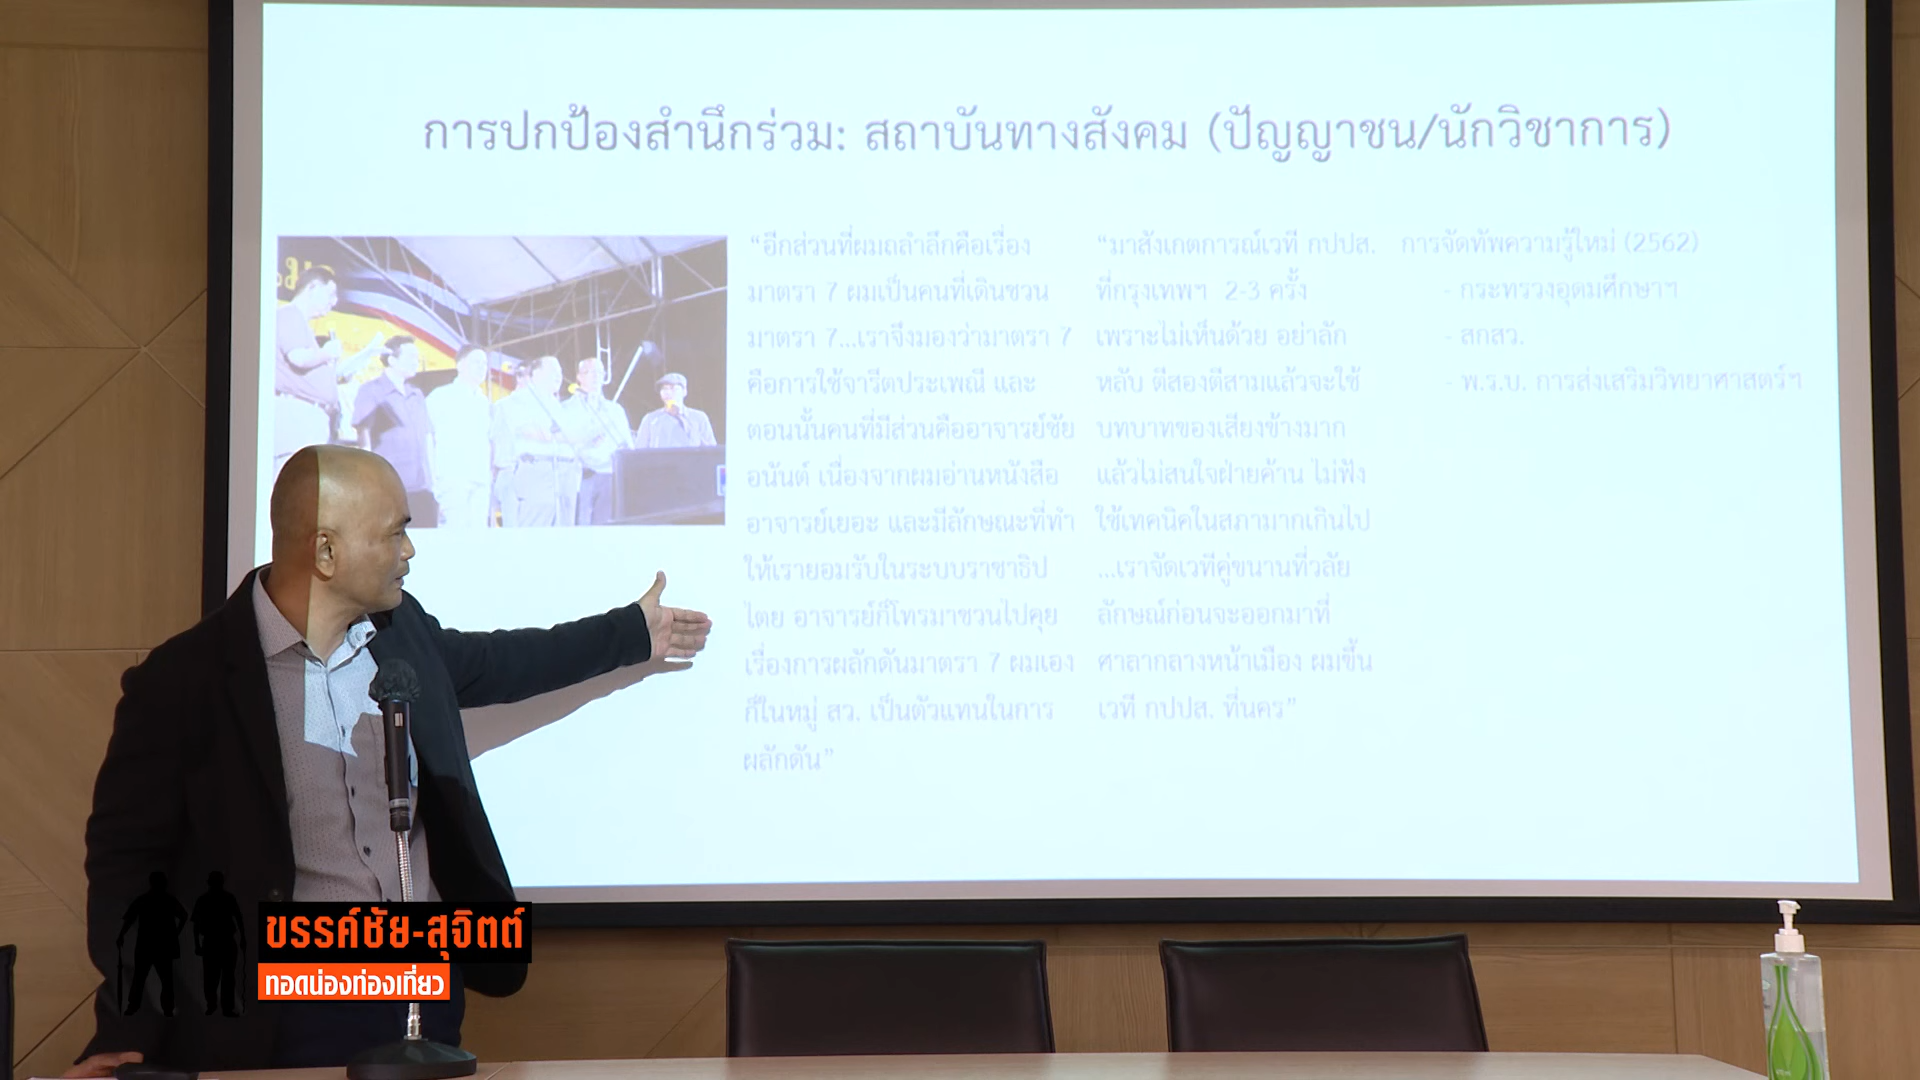 การปกป้องสำนึกร่วม: สถาบันทางสังคม (ปัญญาชน/นักวิชาการ)
“อีกส่วนที่ผมถลำลึกคือเรื่อง
มาตรา 7 ผมเป็นคนที่เดินชวน
มาตรา 7...เราจึงมองว่ามาตรา 7
คือการใช้จารีตประเพณี และ
ตอนนั้นคนที่มีส่วนคืออาจารย์ชัย
อนันต์ เนื่องจากผมอ่านหนังสือ
อาจารย์เยอะ และมีลักษณะที่ทำ
ให้เรายอมรับในระบบราชาธิป
ไตย อาจารย์ก็โทรมาชวนไปคุย
เรื่องการผลักดันมาตรา 7 ผมเอง
ก็ในหมู่ สว. เป็นตัวแทนในการ
ผลักดัน”
“มาสังเกตการณ์เวที กปปส.
ที่กรุงเทพฯ 2-3 ครั้ง
เพราะไม่เห็นด้วย อย่าลัก
หลับ ตีสองตีสามแล้วจะใช้
บทบาทของเสียงข้างมาก
แล้วไม่สนใจฝ่ายค้าน ไม่ฟัง
ใช้เทคนิคในสภามากเกินไป
...เราจัดเวทีคู่ขนานที่วลัย
ลักษณ์ก่อนจะออกมาที่
ศาลากลางหน้าเมือง ผมขึ้น
เวที กปปส. ที่นคร”
การจัดทัพความรู้ใหม่ (2562)
- กระทรวงอุดมศึกษาฯ
- สกสว.
- พ.ร.บ. การส่งเสริมวิทยาศาสตร์ฯ
ขรรค์ชัย-สุจิตต์
ทอดน่องท่องเที่ยว